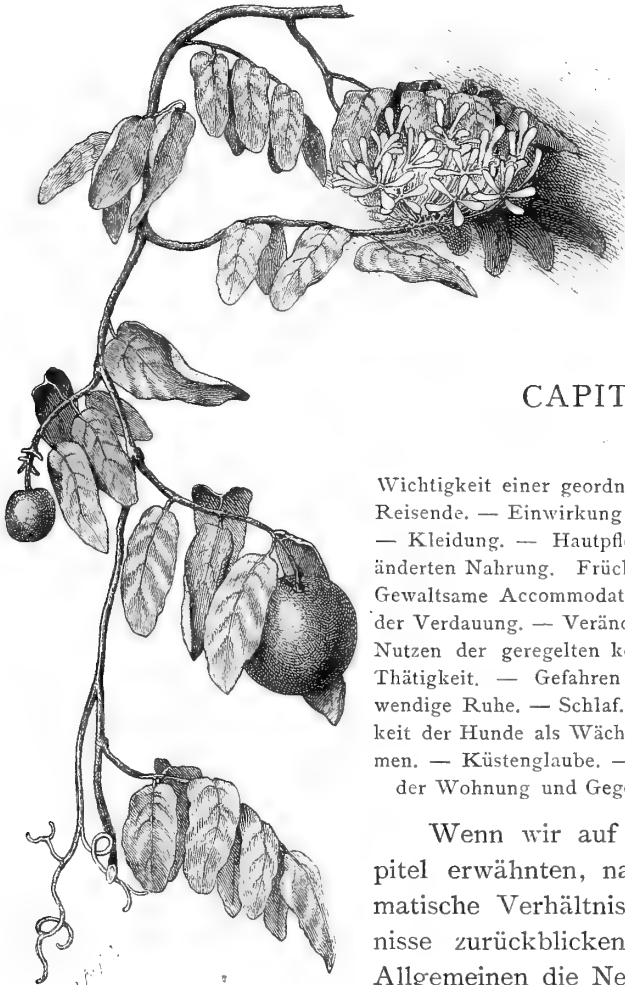 CAPIT
Wichtigkeit einer geordn
Reisende. — Einwirkung
— Kleidung. — Hautpfl
änderten Nahrung. Früch
Gewaltsame Accommodat
der Verdauung. — Veränd
Nutzen der geregelten k
Thätigkeit. — Gefahren
wendige Ruhe. — Schlaf.
keit der Hunde als Wäch
men. — Küstenglaube. —
der Wohnung und Geg
Wenn wir auf
pitel erwähnten, na
matische Verhältnis
nisse zurückblicken
Allgemeinen die Ne